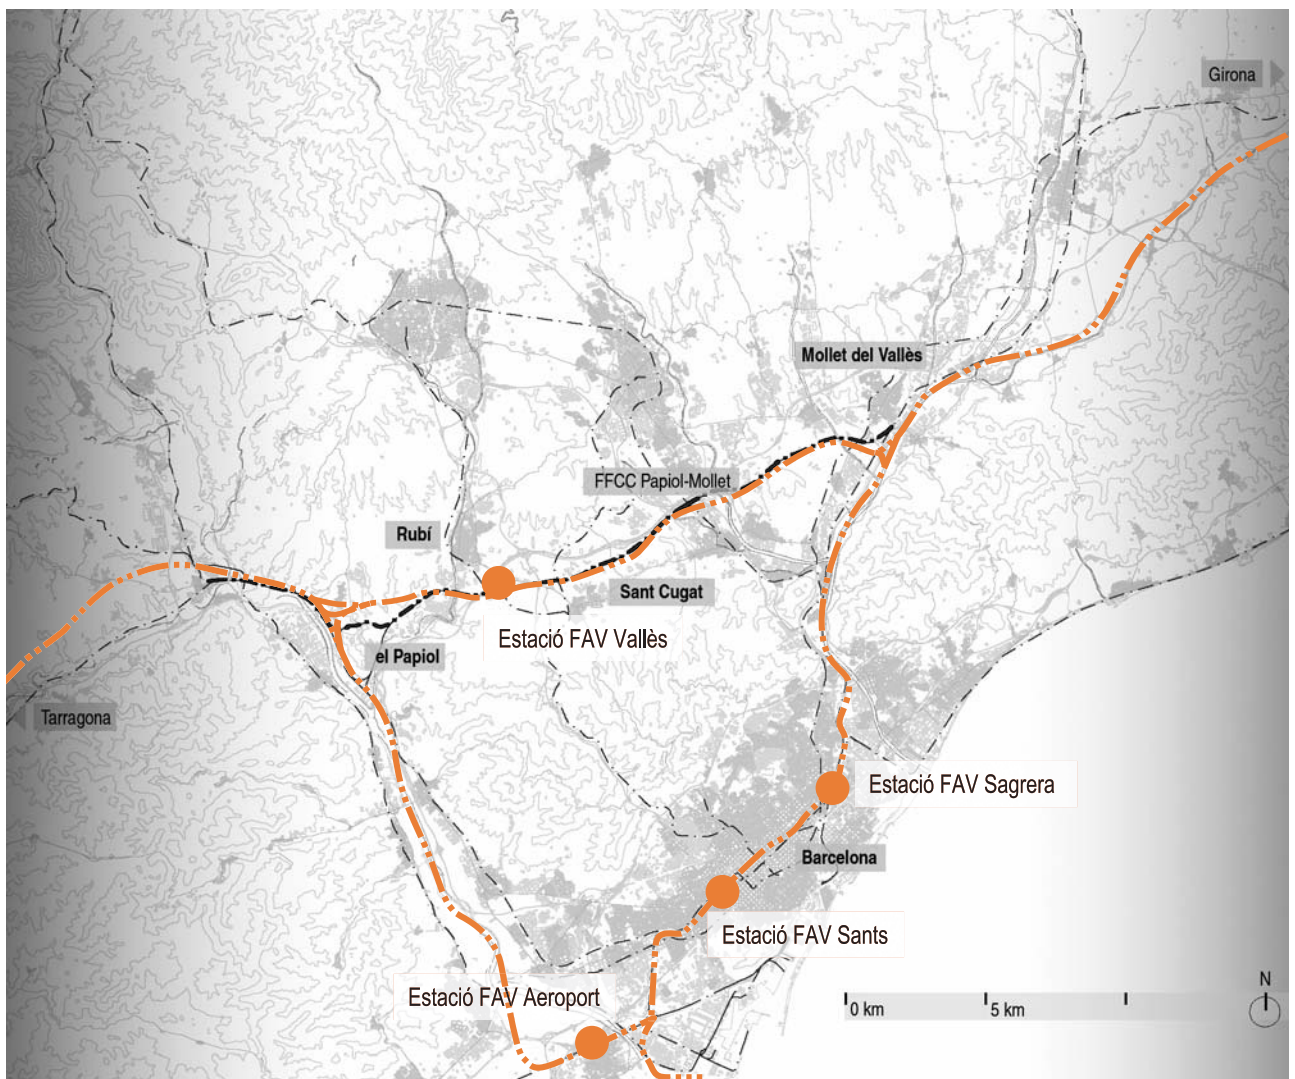 Girona
Mollet del Vallès
FFCC Papiol-Mollet
Rubí
Sant Cugat
Estació FAV Vallès
el Papiol
Tarragona
Estació FAV Sagrera
Barcelona
Estació FAV Sants
N
Estació FAV Aeroport
0 km
5 km